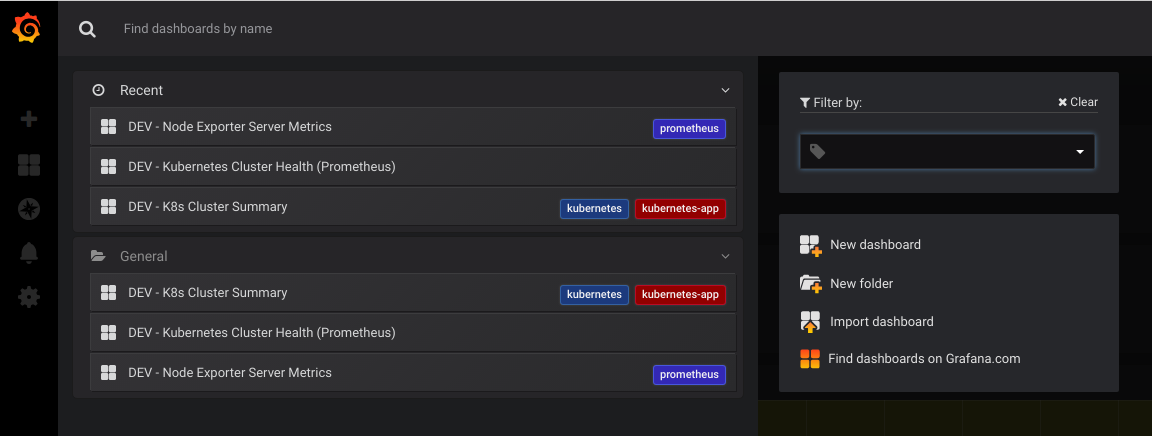 Find dashboards by name
Recent
DEV - Node Exporter Server Metrics prometheus
DEV - Kubernetes Cluster Health (Prometheus)
DEV - K8s Cluster Summary kubernetes kubernetes-app
General
DEV - K8s Cluster Summary kubernetes kubernetes-app
DEV - Kubernetes Cluster Health (Prometheus)
DEV - Node Exporter Server Metrics prometheus
Filter by: Clear
New dashboard
New folder
Import dashboard
Find dashboards on Grafana.com